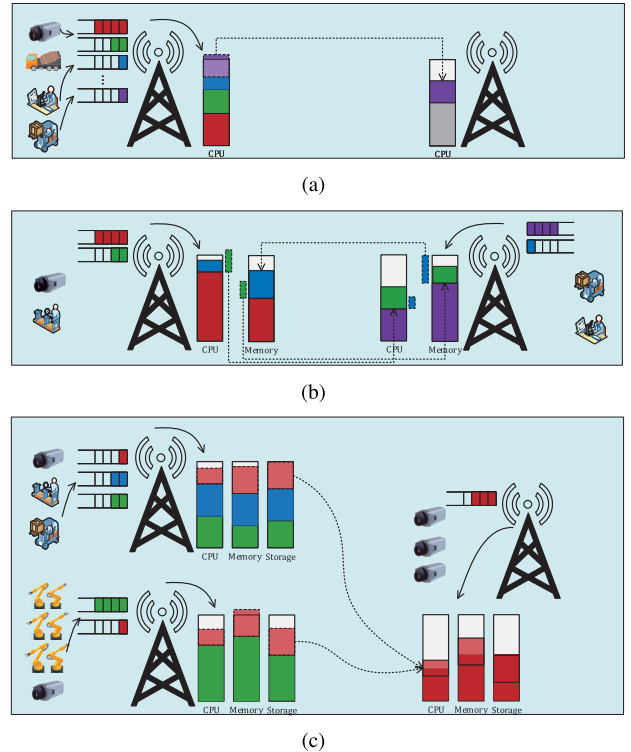 CPU
CPU
(a)
CPU
Memory
CPU
Memory
(b)
CPU
Memory
Storage
CPU
Memory
Storage
CPU
Memory
Storage
(c)